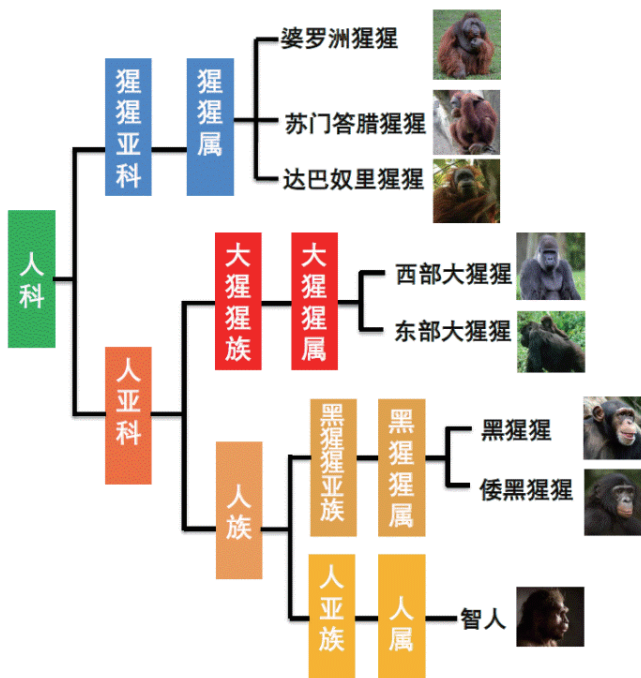 人科
猩猩亚科
猩猩属
婆罗洲猩猩
苏门答腊猩猩
达巴奴里猩猩
人亚科
大猩猩族
大猩猩属
西部大猩猩
东部大猩猩
人族
黑猩猩亚族
黑猩猩属
黑猩猩
倭黑猩猩
人亚族
人属
智人